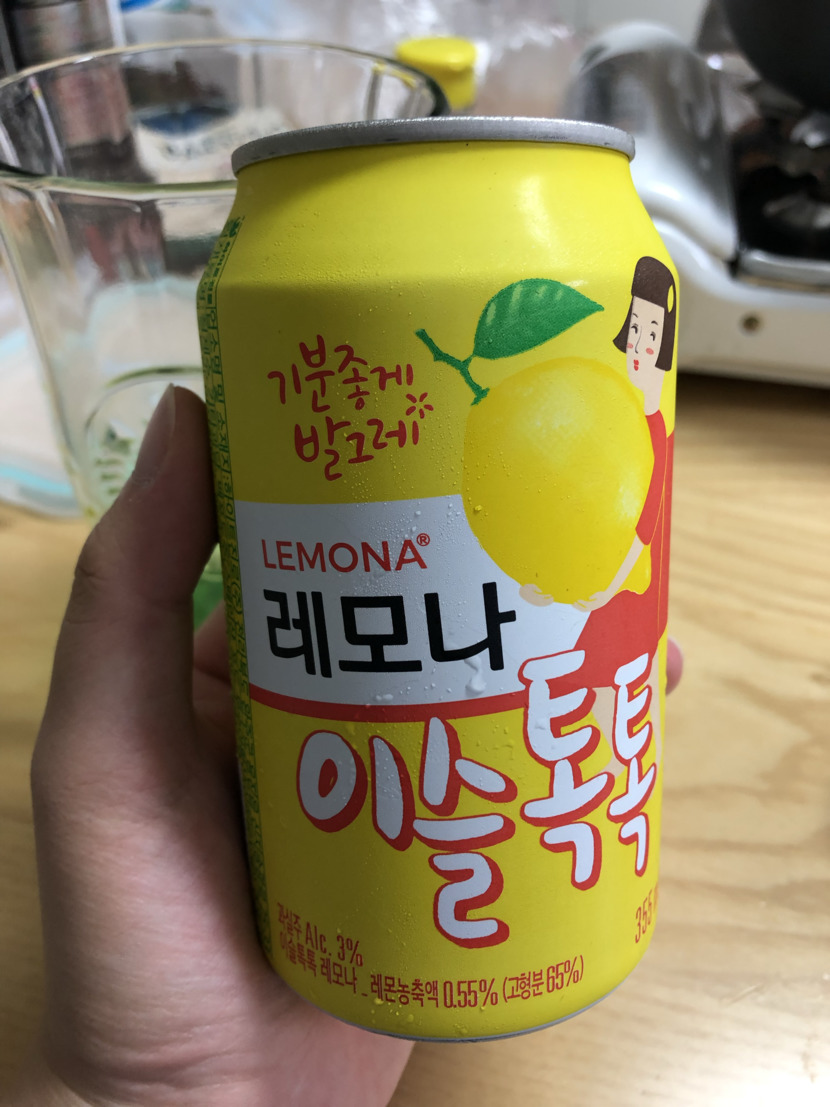 기분좋게
발그레
LEMONA®
레모나
이슬톡톡
355
과실주 Alc. 3%
이슬톡톡 레모나_레몬농축액 0.55% (고형분 65%)